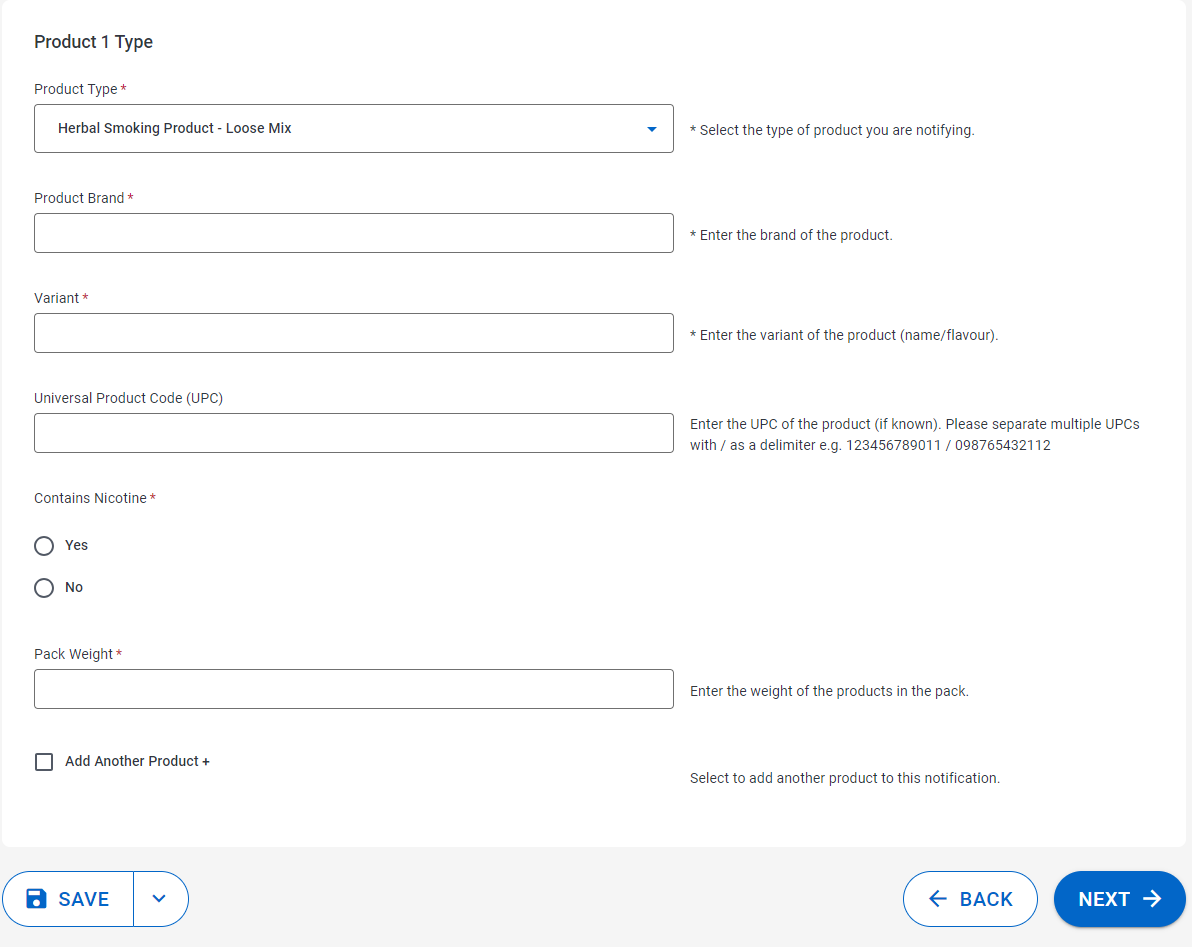 Product 1 Type
Product Type *
Herbal Smoking Product - Loose Mix
* Select the type of product you are notifying.
Product Brand *
* Enter the brand of the product.
Variant *
* Enter the variant of the product (name/flavour).
Universal Product Code (UPC)
Enter the UPC of the product (if known). Please separate multiple UPCs
with / as a delimiter e.g. 123456789011 / 098765432112
Contains Nicotine *
Yes
No
Pack Weight *
Enter the weight of the products in the pack.
Add Another Product +
Select to add another product to this notification.
SAVE
BACK
NEXT